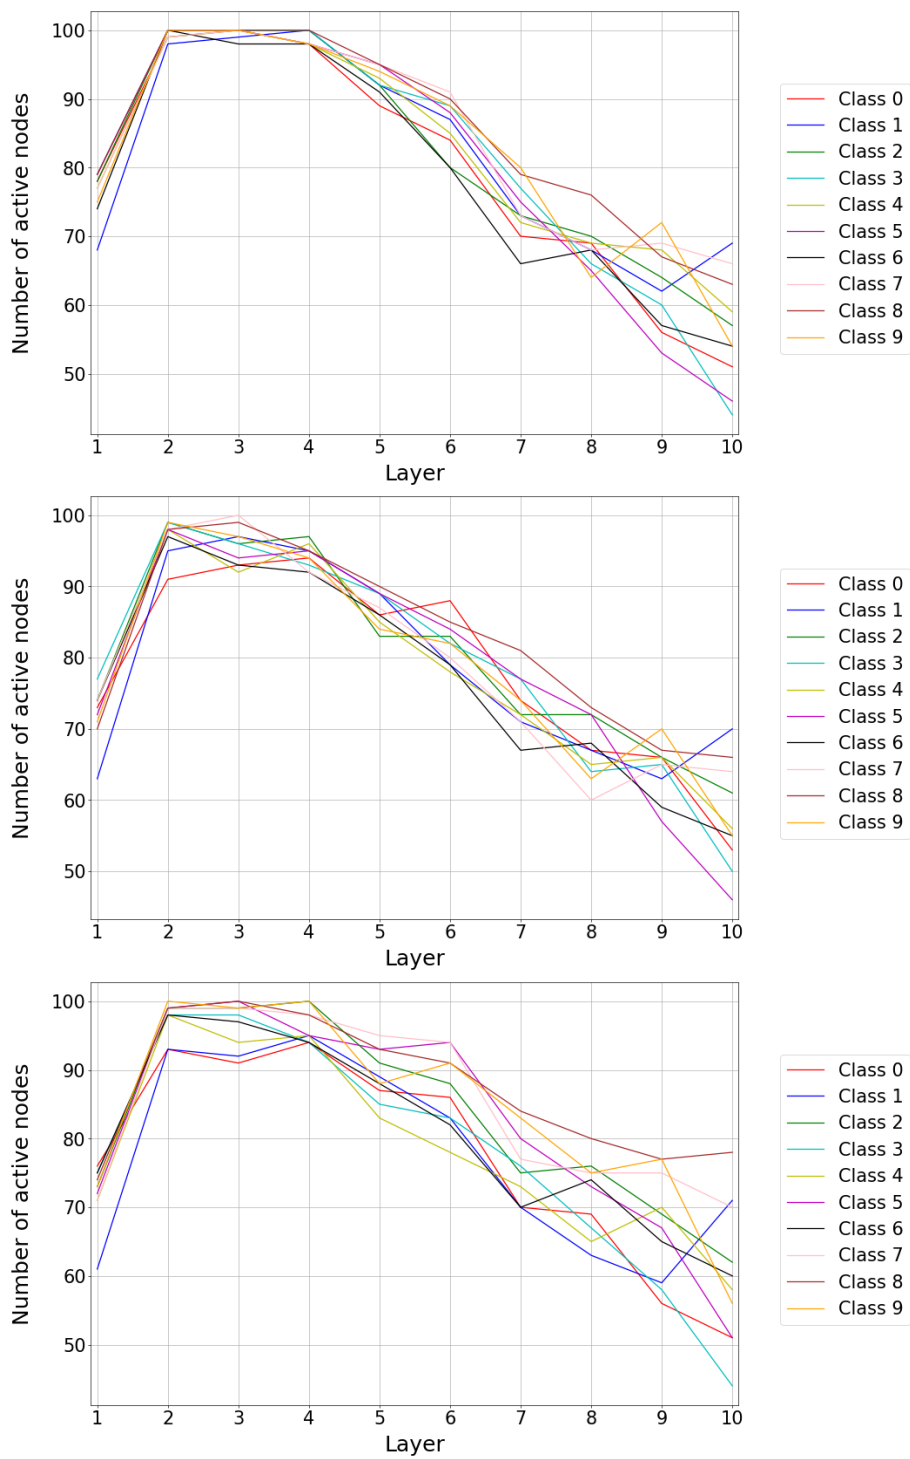 100
90
80
70
60
50
Number of active nodes
1 2 3 4 5 6 7 8 9 10
Layer
Class 0
Class 1
Class 2
Class 3
Class 4
Class 5
Class 6
Class 7
Class 8
Class 9
100
90
80
70
60
50
Number of active nodes
1 2 3 4 5 6 7 8 9 10
Layer
Class 0
Class 1
Class 2
Class 3
Class 4
Class 5
Class 6
Class 7
Class 8
Class 9
100
90
80
70
60
50
Number of active nodes
1 2 3 4 5 6 7 8 9 10
Layer
Class 0
Class 1
Class 2
Class 3
Class 4
Class 5
Class 6
Class 7
Class 8
Class 9